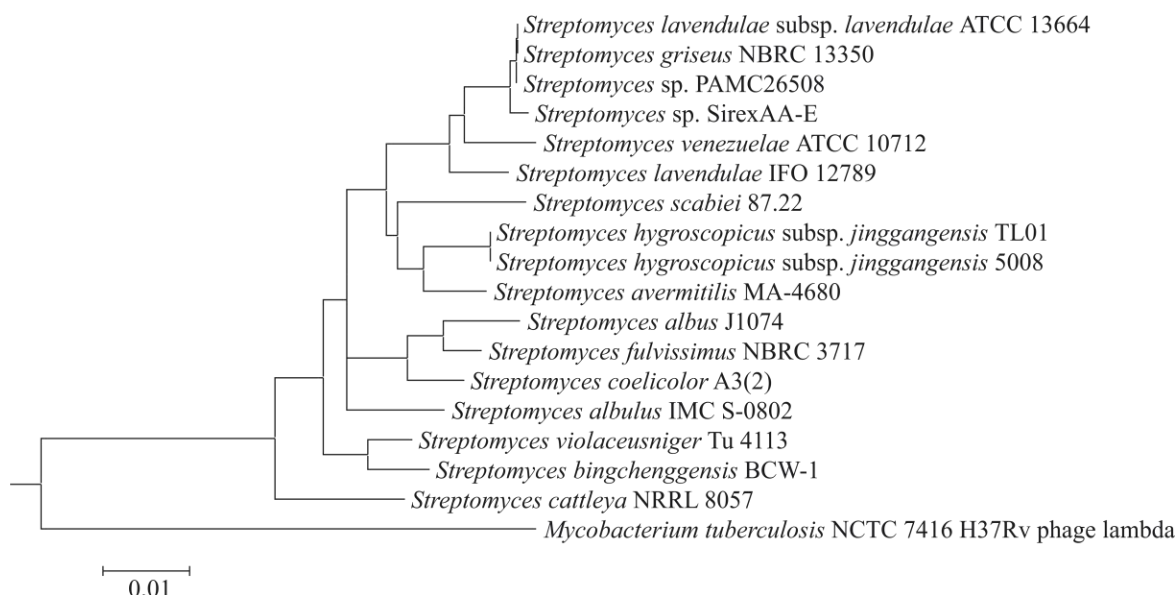 Streptomyces lavendulae subsp. lavendulae ATCC 13664
Streptomyces griseus NBRC 13350
Streptomyces sp. PAMC26508
Streptomyces sp. SirexAA-E
Streptomyces venezuelae ATCC 10712
Streptomyces lavendulae IFO 12789
Streptomyces scabiei 87.22
Streptomyces hygroscopicus subsp. jinggangensis TL01
Streptomyces hygroscopicus subsp. jinggangensis 5008
Streptomyces avermitilis MA-4680
Streptomyces albus J1074
Streptomyces fulvissimus NBRC 3717
Streptomyces coelicolor A3(2)
Streptomyces albulus IMC S-0802
Streptomyces violaceusniger Tu 4113
Streptomyces bingchenggensis BCW-1
Streptomyces cattleya NRRL 8057
Mycobacterium tuberculosis NCTC 7416 H37Rv phage lambda
0.01